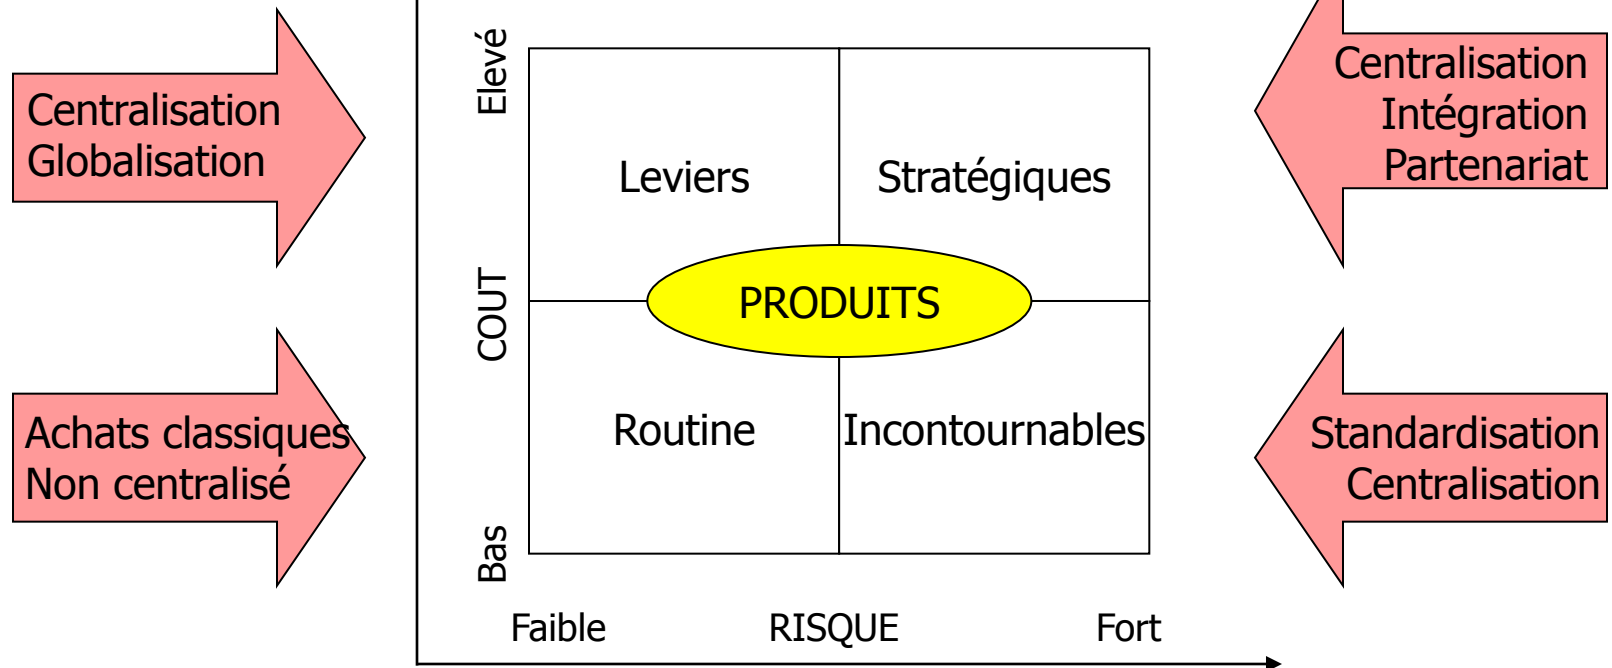 Elevé
Centralisation
Globalisation
Centralisation
Intégration
Partenariat
Leviers
Stratégiques
COUT
PRODUITS
Achats classiques
Non centralisé
Routine
Incontournables
Standardisation
Centralisation
Bas
Faible
RISQUE
Fort